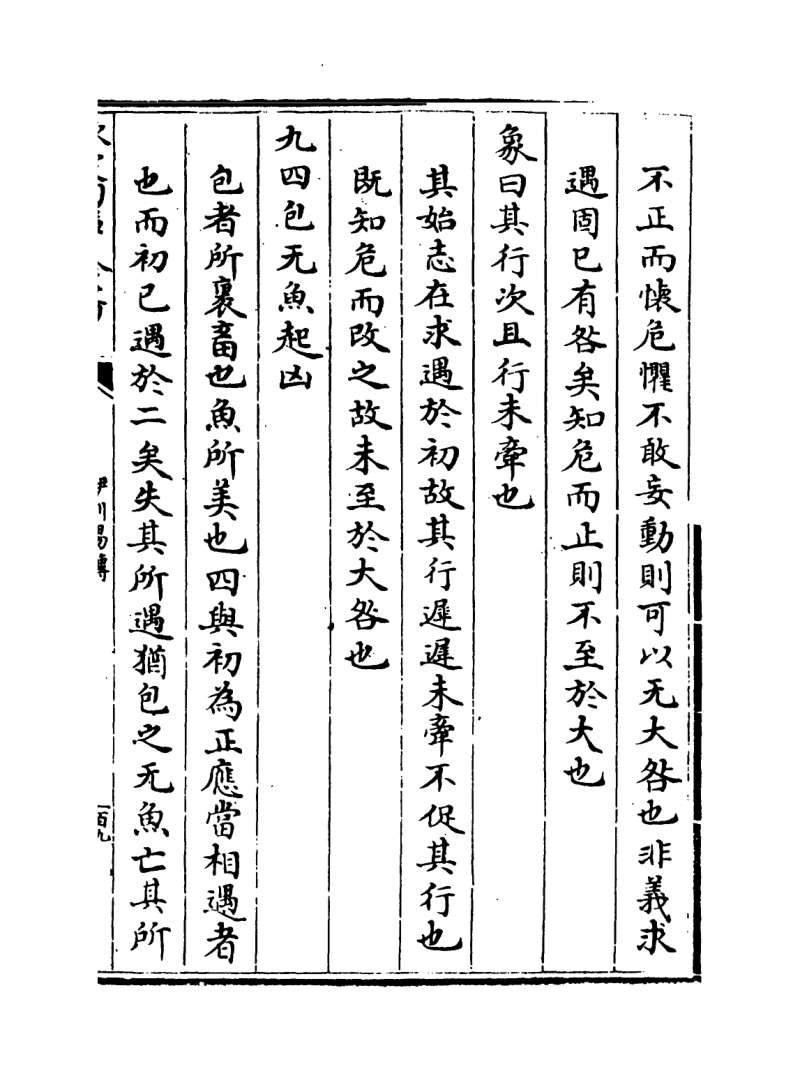 不正而懐危懼不敢妄動則可以无大咎也非義求
遇固已有咎矣知危而止則不至於大也
象曰其行次且行未牽也
其始志在求遇於初故其行遲遲未牽不促其行也
既知危而改之故未至於大咎也
九四包无魚起凶
包者所裹畜也魚所美也四與初為正應當相遇者
也而初已遇於二矣失其所遇猶包之无魚亡其所
伊川易傳